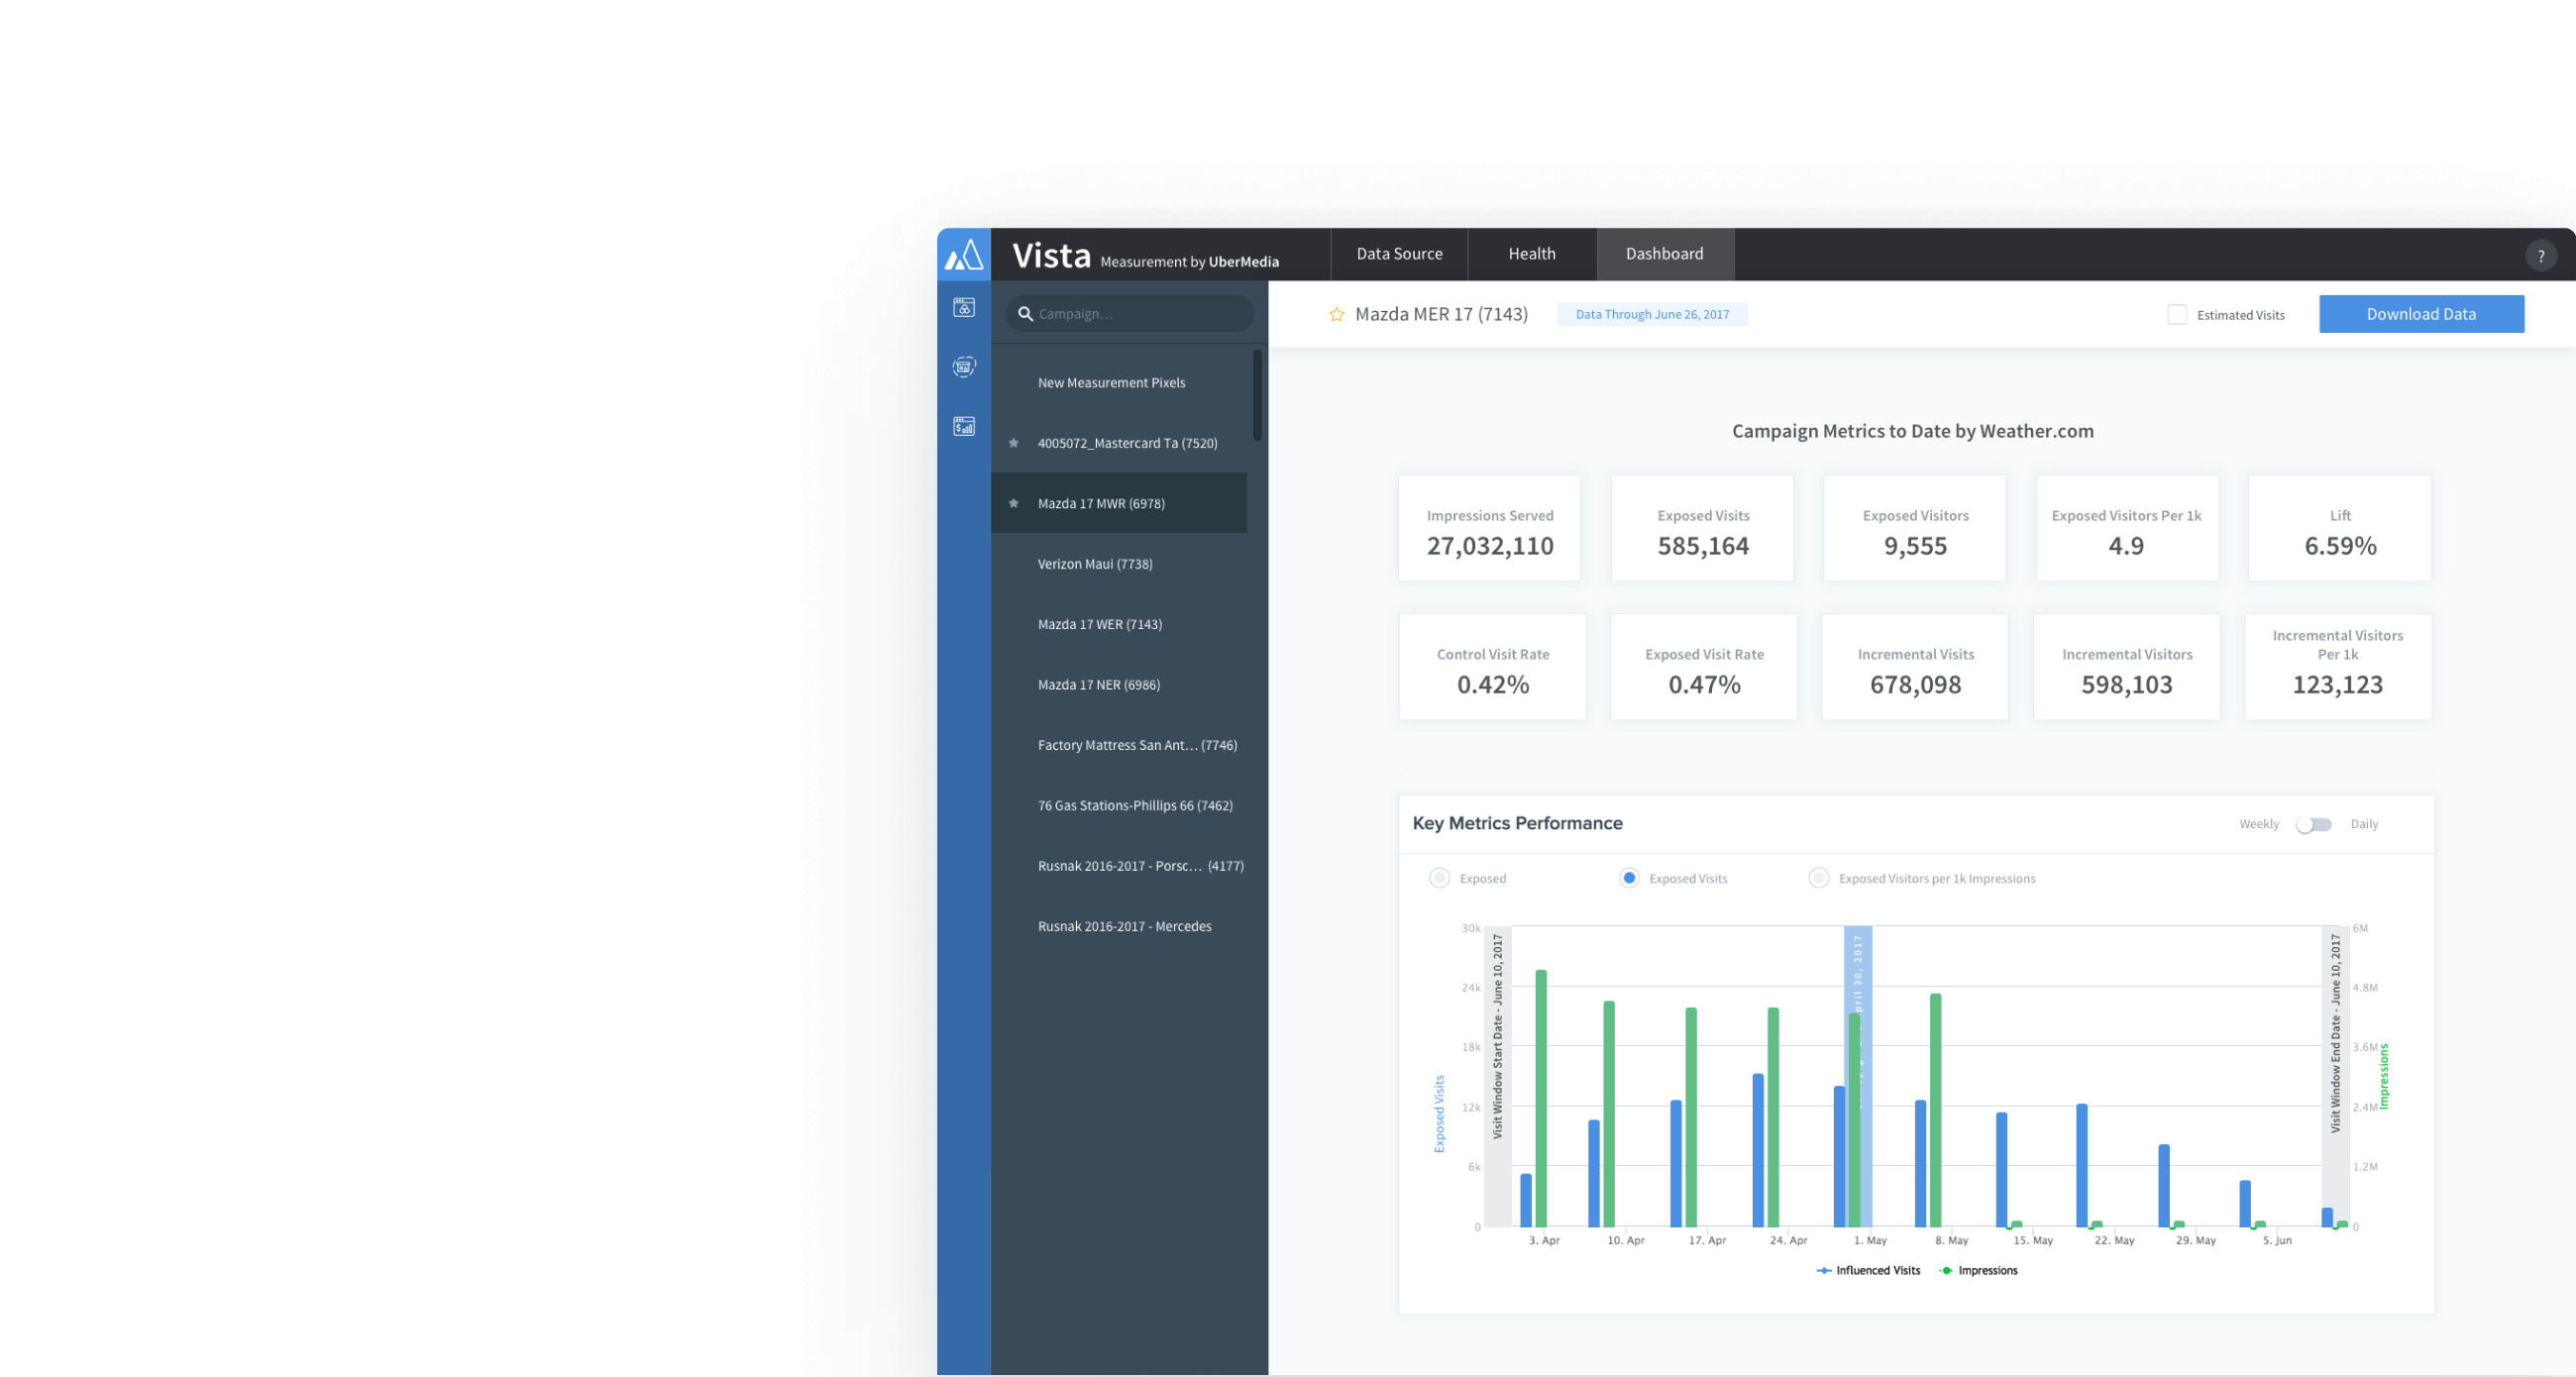 Vista Measurement by UberMedia
Data Source
Health
Dashboard
?
Campaign...
New Measurement Pixels
4005072_Mastercard Ta (7520)
Mazda 17 MWR (6978)
Verizon Maui (7738)
Mazda 17 WER (7143)
Mazda 17 NER (6986)
Factory Mattress San Ant... (7746)
76 Gas Stations-Phillips 66 (7462)
Rusnak 2016-2017 - Porsc... (4177)
Rusnak 2016-2017 - Mercedes
Mazda MER 17 (7143)
Data Through June 26, 2017
Estimated Visits
Download Data
Campaign Metrics to Date by Weather.com
Impressions Served
27,032,110
Exposed Visits
585,164
Exposed Visitors
9,555
Exposed Visitors Per 1k
4.9
Lift
6.59%
Control Visit Rate
0.42%
Exposed Visit Rate
0.47%
Incremental Visits
678,098
Incremental Visitors
598,103
Incremental Visitors
Per 1k
123,123
Key Metrics Performance
Weekly
Daily
Exposed
Exposed Visits
Exposed Visitors per 1k Impressions
Exposed Visits
30k
24k
18k
12k
6k
0
Visit Window Start Date - June 10, 2017
April 30, 2017
Visit Window End Date - June 10, 2017
6M
4.8M
3.6M
2.4M
1.2M
0
Impressions
3. Apr
10. Apr
17. Apr
24. Apr
1. May
8. May
15. May
22. May
29. May
5. Jun
Influenced Visits
Impressions